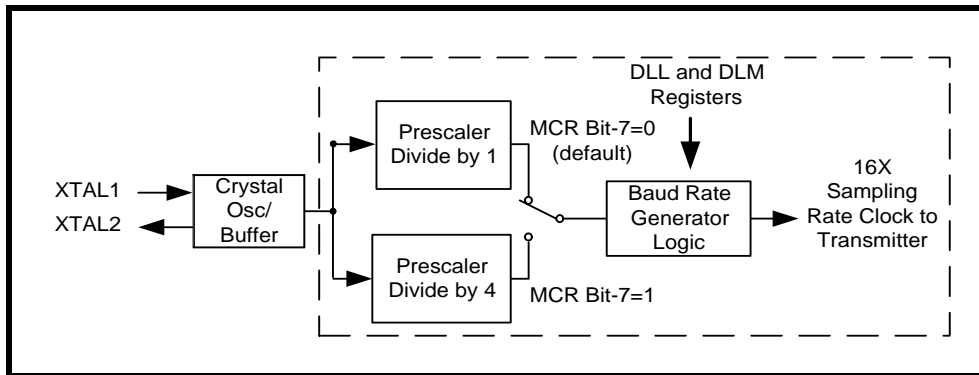 DLL and DLM
Registers
Prescaler
Divide by 1
MCR Bit-7=0
(default)
XTAL1
XTAL2
Crystal
Osc/
Buffer
Baud Rate
Generator
Logic
16X
Sampling
Rate Clock to
Transmitter
Prescaler
Divide by 4
MCR Bit-7=1